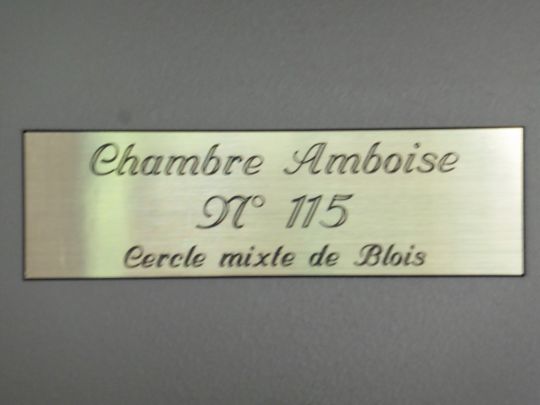 Chambre Amboise
N° 115
Cercle mixte de Blois